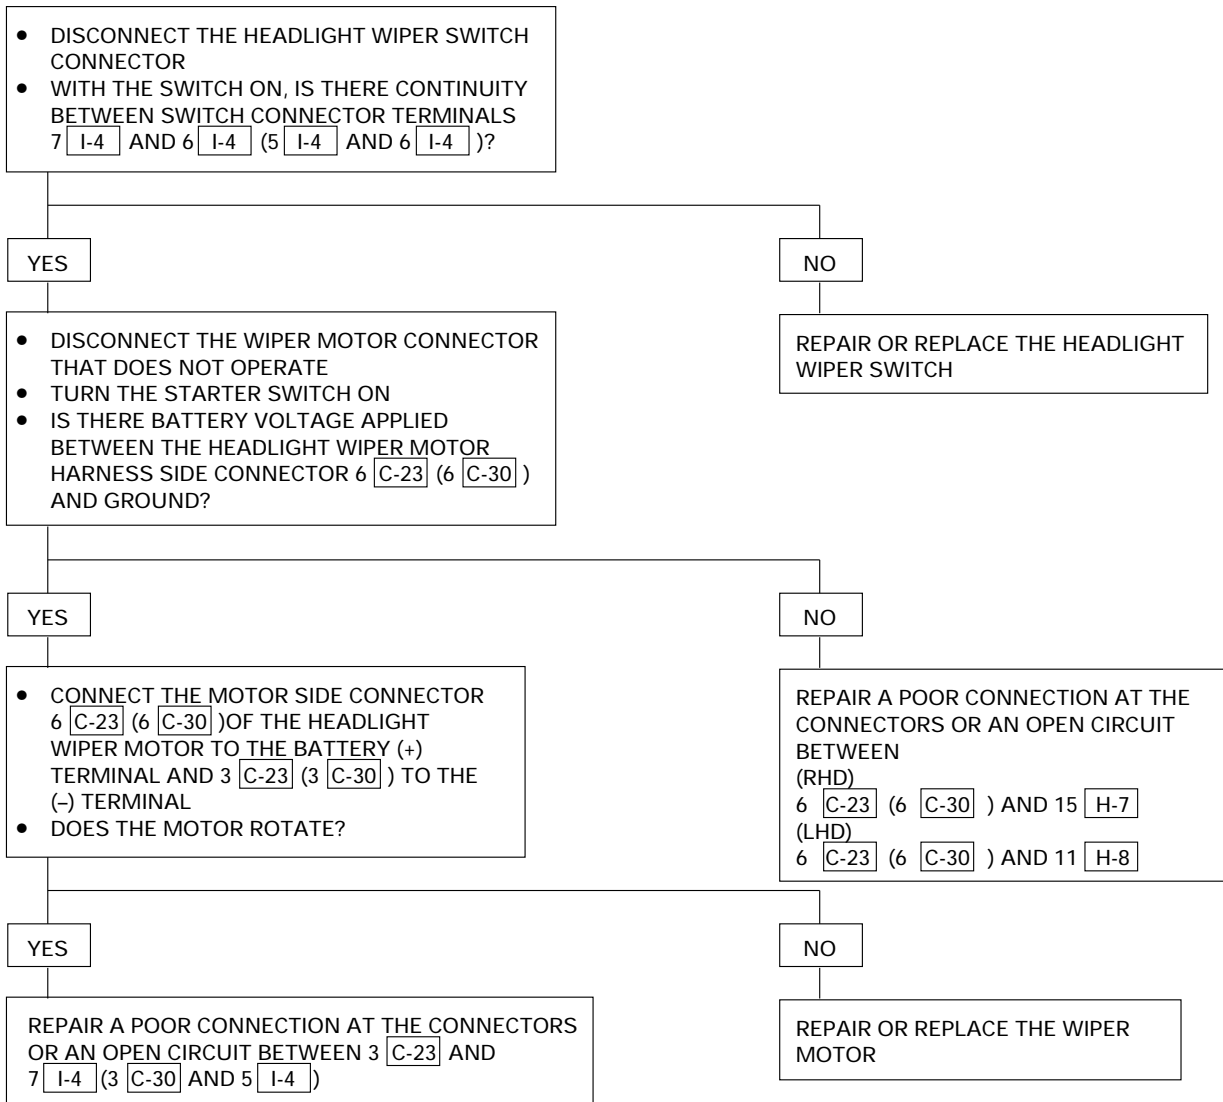 ● DISCONNECT THE HEADLIGHT WIPER SWITCH
CONNECTOR
● WITH THE SWITCH ON, IS THERE CONTINUITY
BETWEEN SWITCH CONNECTOR TERMINALS
7 I-4 AND 6 I-4 (5 I-4 AND 6 I-4 )?
YES
NO
● DISCONNECT THE WIPER MOTOR CONNECTOR
THAT DOES NOT OPERATE
● TURN THE STARTER SWITCH ON
● IS THERE BATTERY VOLTAGE APPLIED
BETWEEN THE HEADLIGHT WIPER MOTOR
HARNESS SIDE CONNECTOR 6 C-23 (6 C-30 )
AND GROUND?
REPAIR OR REPLACE THE HEADLIGHT
WIPER SWITCH
YES
NO
● CONNECT THE MOTOR SIDE CONNECTOR
6 C-23 (6 C-30 )OF THE HEADLIGHT
WIPER MOTOR TO THE BATTERY (+)
TERMINAL AND 3 C-23 (3 C-30 ) TO THE
(–) TERMINAL
● DOES THE MOTOR ROTATE?
REPAIR A POOR CONNECTION AT THE
CONNECTORS OR AN OPEN CIRCUIT
BETWEEN
(RHD)
6 C-23 (6 C-30 ) AND 15 H-7
(LHD)
6 C-23 (6 C-30 ) AND 11 H-8
YES
NO
REPAIR A POOR CONNECTION AT THE CONNECTORS
OR AN OPEN CIRCUIT BETWEEN 3 C-23 AND
7 I-4 (3 C-30 AND 5 I-4 )
REPAIR OR REPLACE THE WIPER
MOTOR